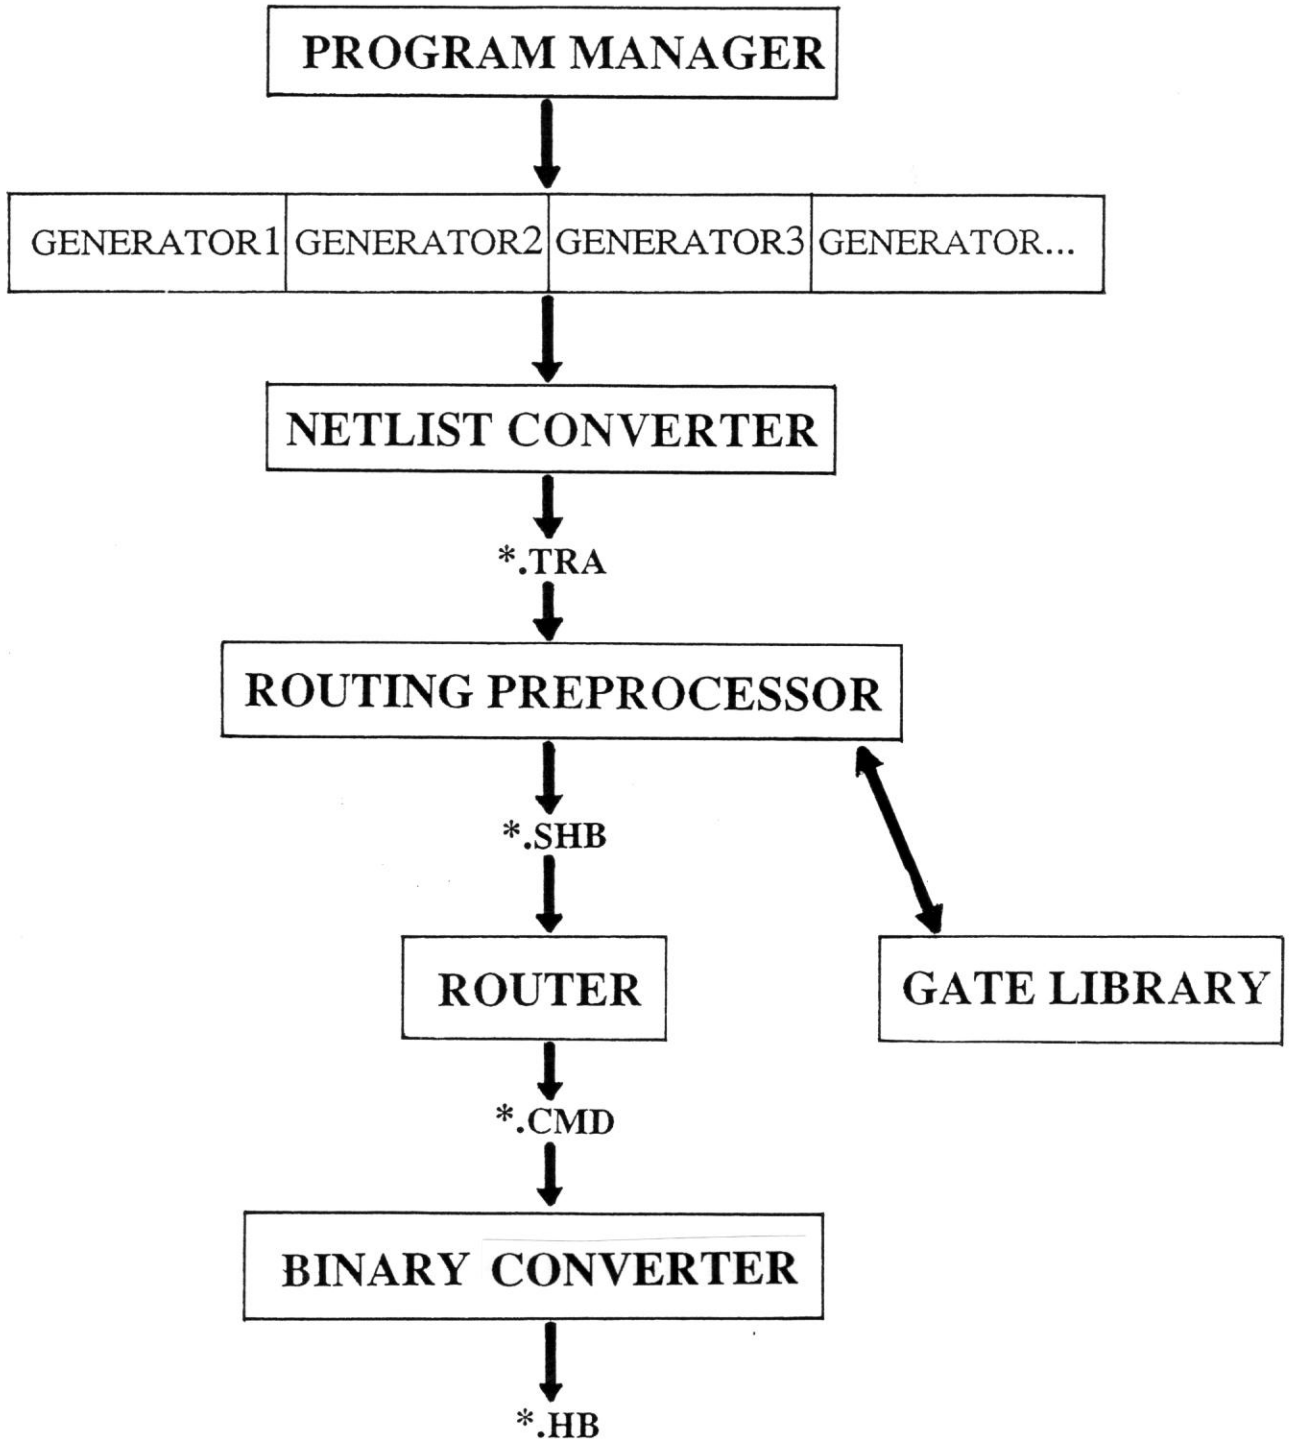 PROGRAM MANAGER
GENERATOR1 GENERATOR2 GENERATOR3 GENERATOR...
NETLIST CONVERTER
*.TRA
ROUTING PREPROCESSOR
*.SHB
ROUTER GATE LIBRARY
*.CMD
BINARY CONVERTER
*.HB